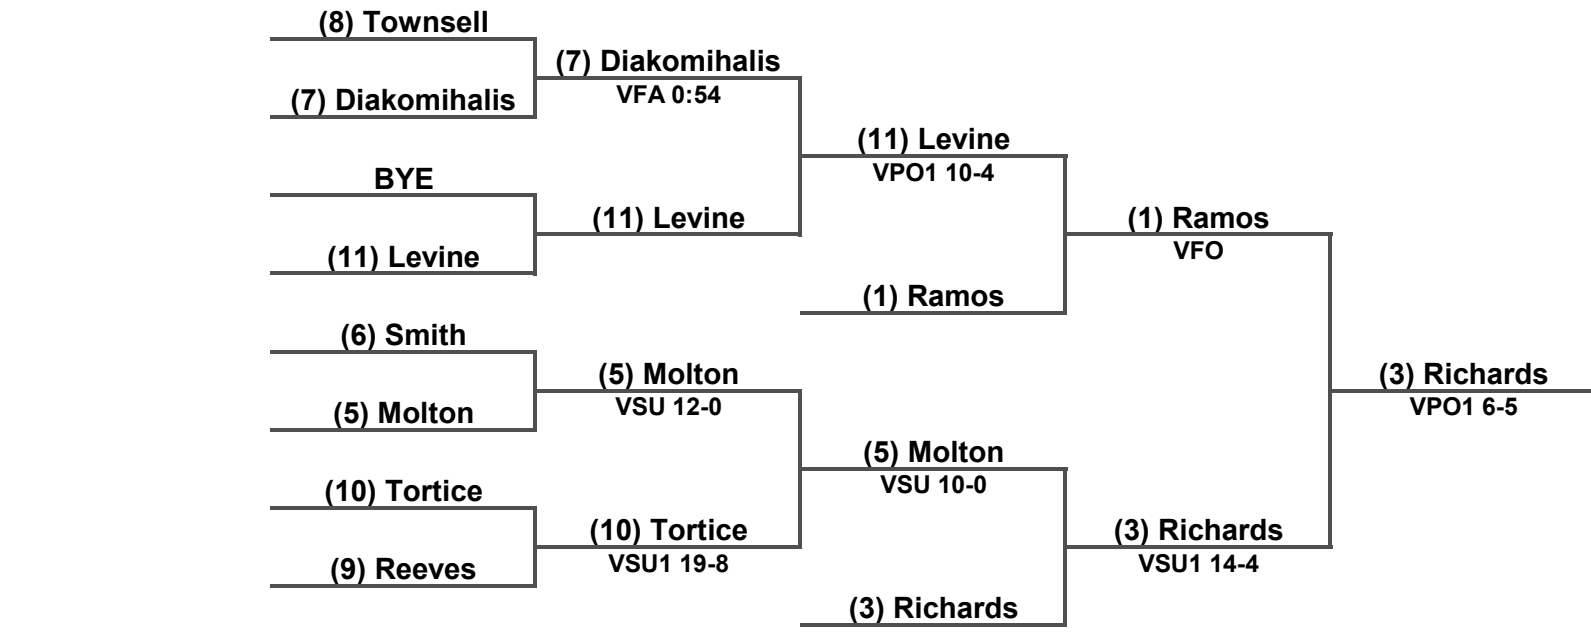 (8) Townsell
(7) Diakomihalis
(7) Diakomihalis
VFA 0:54
BYE
(11) Levine
(11) Levine
(11) Levine
VPO1 10-4
(1) Ramos
(1) Ramos
VFO
(6) Smith
(5) Molton
(5) Molton
VSU 12-0
(10) Tortice
(9) Reeves
(10) Tortice
VSU1 19-8
(5) Molton
VSU 10-0
(3) Richards
(3) Richards
VSU1 14-4
(3) Richards
VPO1 6-5